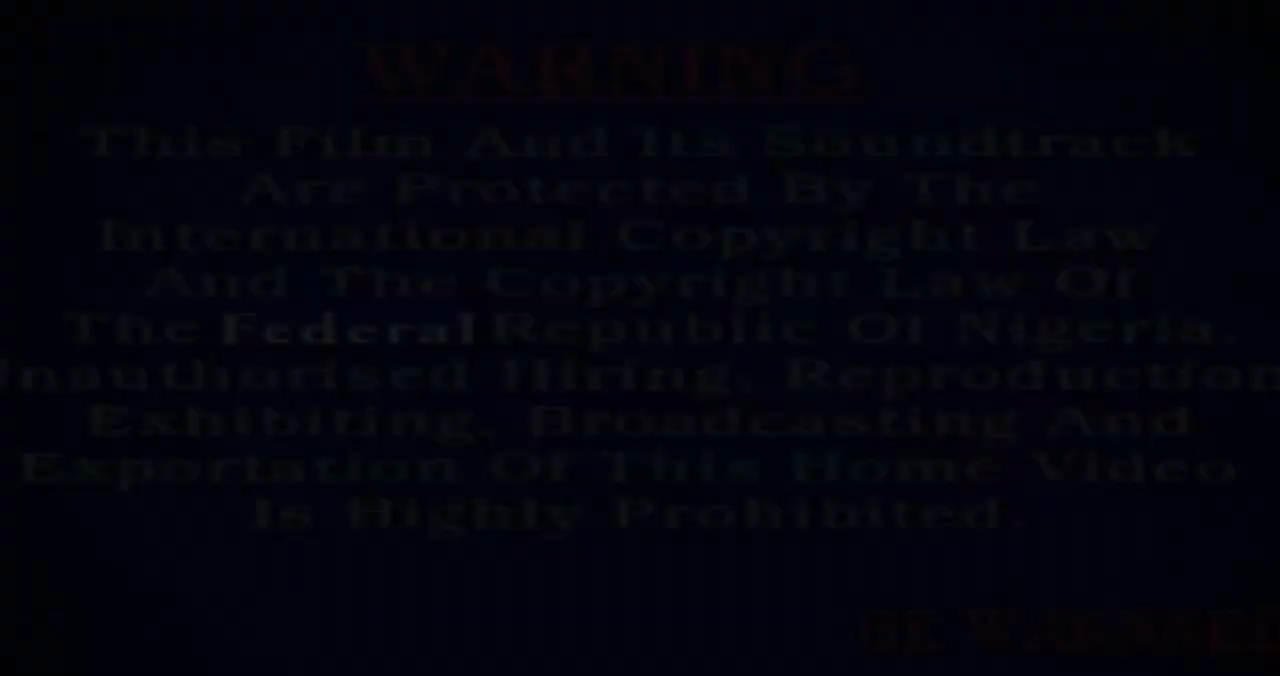 WARNING
This Film And Its Soundtrack
Are Protected By The
International Copyright Law
And The Copyright Law Of
The Federal Republic Of Nigeria.
Unauthorised Hiring, Reproduction
Exhibiting, Broadcasting And
Exportation Of This Home Video
Is Highly Prohibited.
BE WARNED